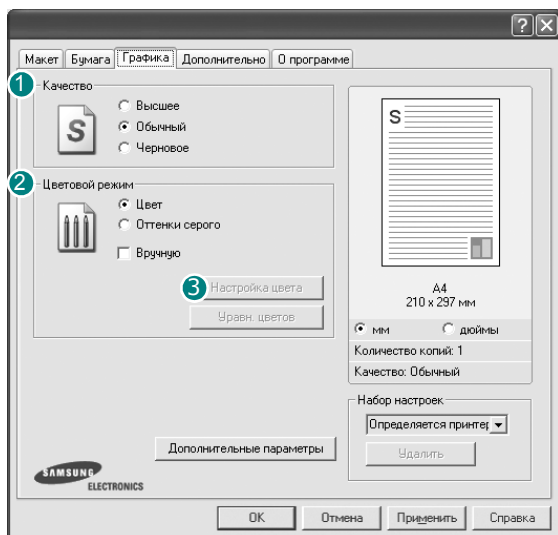 Макет Бумага Графика Дополнительно О программе
1 Качество
S
Высшее
Обычный
Черновое
2 Цветовой режим
Цвет
Оттенки серого
Вручную
3 Настройка цвета
Уравн. цветов
S
A4
210 x 297 мм
мм дюймы
Количество копий: 1
Качество: Обычный
Набор настроек
Определяется принтер
Удалить
Дополнительные параметры
SAMSUNG
ELECTRONICS
OK Отмена Применить Справка